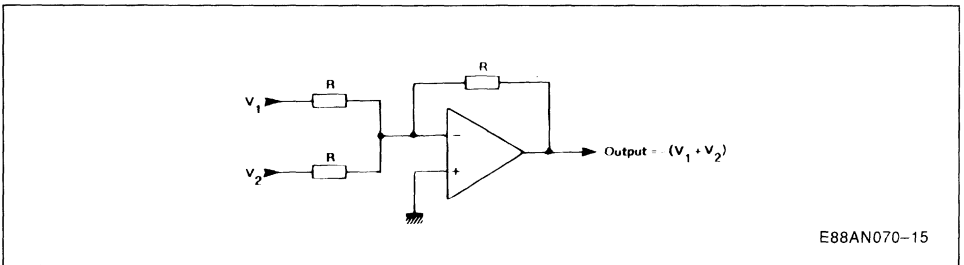 R
R
V1
−
Output = -(V1 + V2)
R
V2
+
E88AN070-15